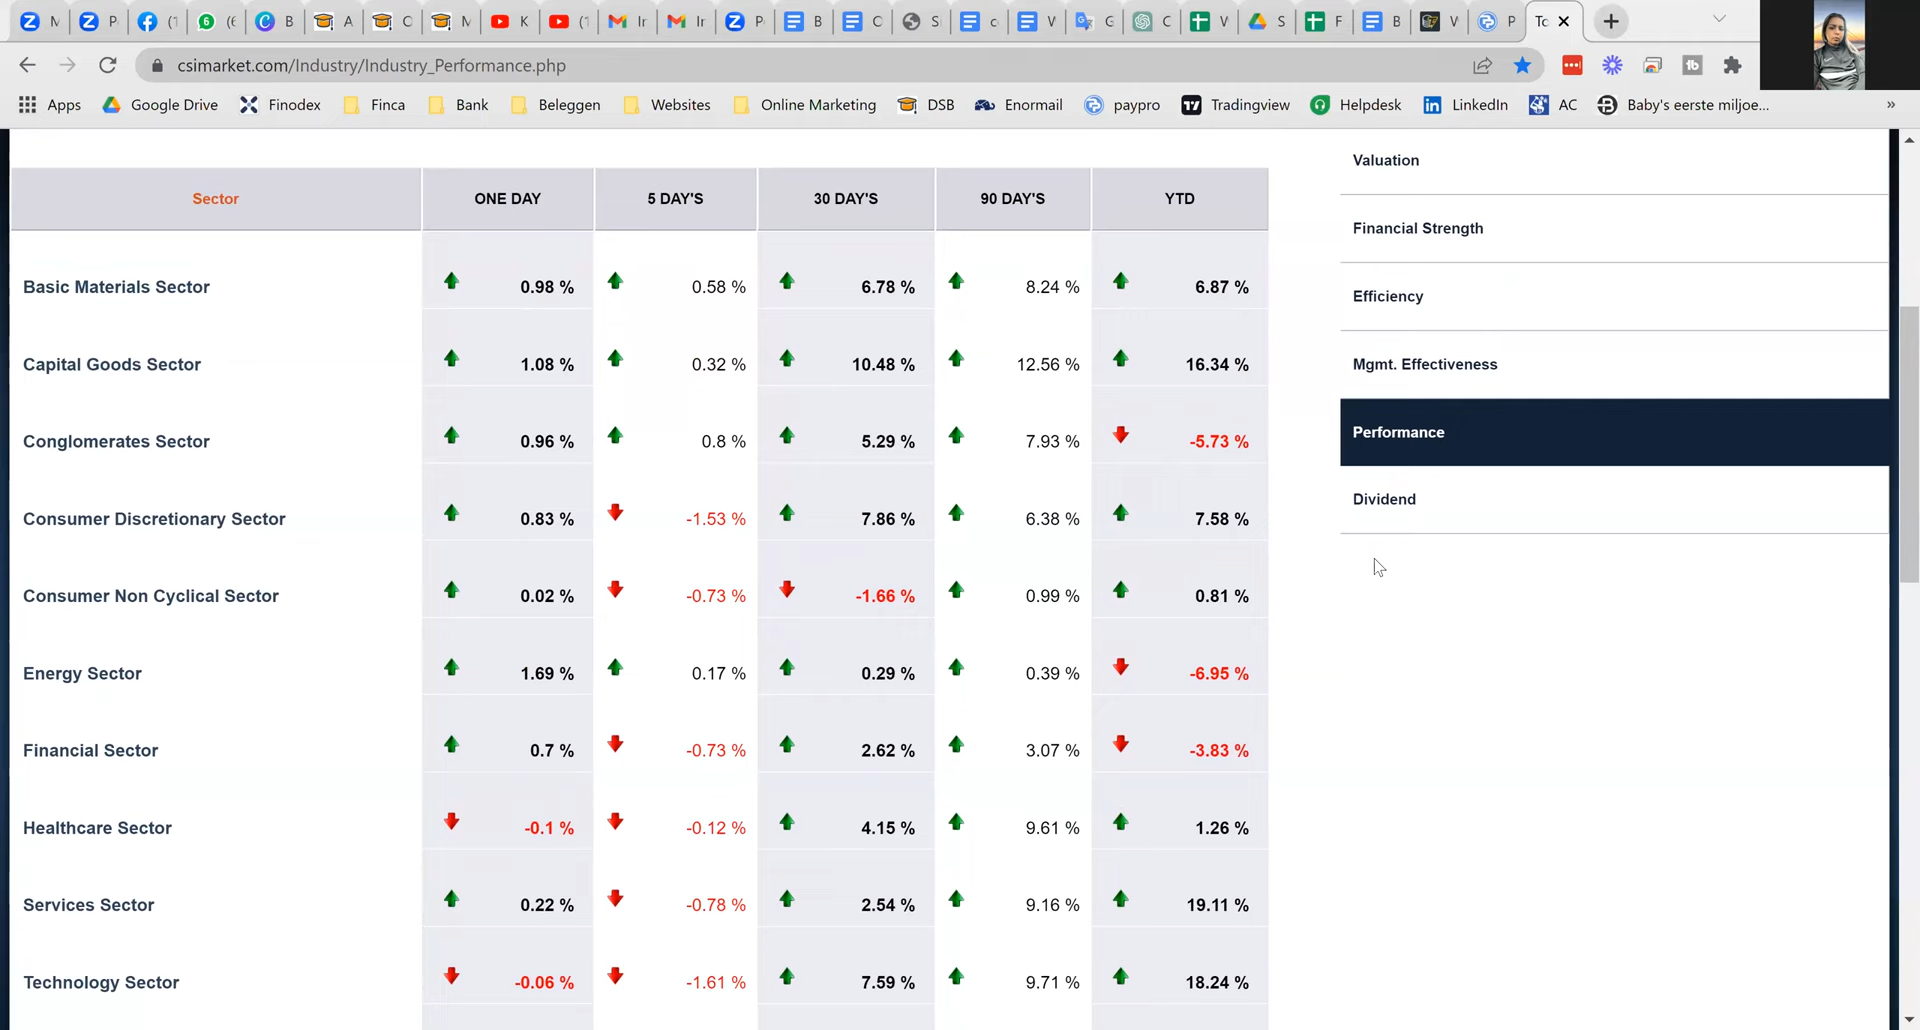 M P (1 (6 B A C M K (1 Ir Ir P B C S c V G C V S F B V P Tc
csimarket.com/Industry/Industry_Performance.php
Apps Google Drive Finodex Finca Bank Beleggen Websites Online Marketing DSB Enormail paypro Tradingview Helpdesk LinkedIn AC Baby's eerste miljoe... »
Valuation
Sector ONE DAY 5 DAY'S 30 DAY'S 90 DAY'S YTD
Financial Strength
Basic Materials Sector 0.98 % 0.58 % 6.78 % 8.24 % 6.87 %
Efficiency
Capital Goods Sector 1.08 % 0.32 % 10.48 % 12.56 % 16.34 %
Mgmt. Effectiveness
Conglomerates Sector 0.96 % 0.8 % 5.29 % 7.93 % -5.73 %
Performance
Consumer Discretionary Sector 0.83 % -1.53 % 7.86 % 6.38 % 7.58 %
Dividend
Consumer Non Cyclical Sector 0.02 % -0.73 % -1.66 % 0.99 % 0.81 %
Energy Sector 1.69 % 0.17 % 0.29 % 0.39 % -6.95 %
Financial Sector 0.7 % -0.73 % 2.62 % 3.07 % -3.83 %
Healthcare Sector -0.1 % -0.12 % 4.15 % 9.61 % 1.26 %
Services Sector 0.22 % -0.78 % 2.54 % 9.16 % 19.11 %
Technology Sector -0.06 % -1.61 % 7.59 % 9.71 % 18.24 %